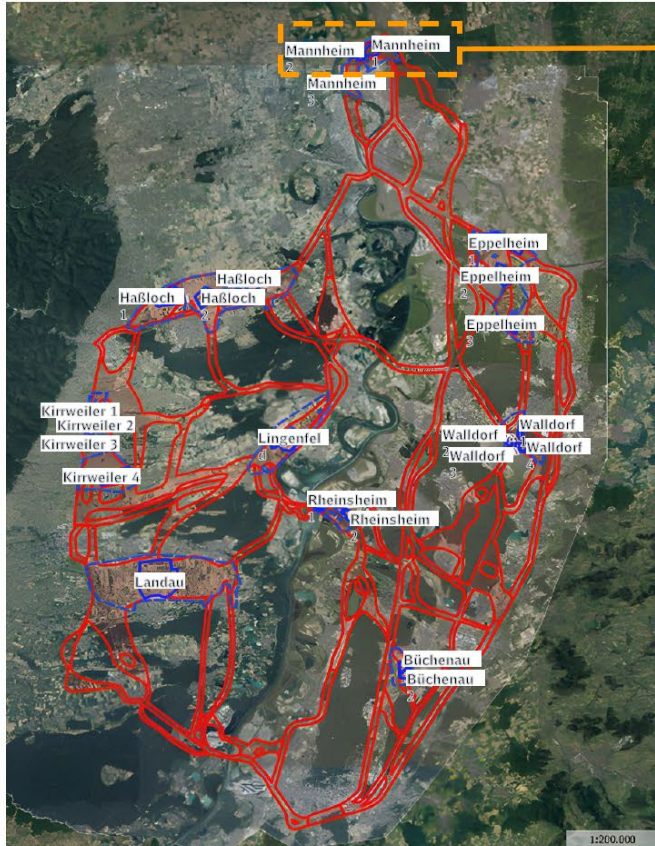 Mannheim
2
Mannheim
1
Mannheim
3
Eppelheim
1
Eppelheim
2
Eppelheim
3
Haßloch
Haßloch
1
Haßloch
2
Kirrweiler 1
Kirrweiler 2
Kirrweiler 3
Kirrweiler 4
Lingenfel
d
Walldorf
1
Walldorf
2
Walldorf
3
Walldorf
4
Rheinsheim
1
Rheinsheim
2
Landau
Büchenau
Büchenau
2
1:200.000